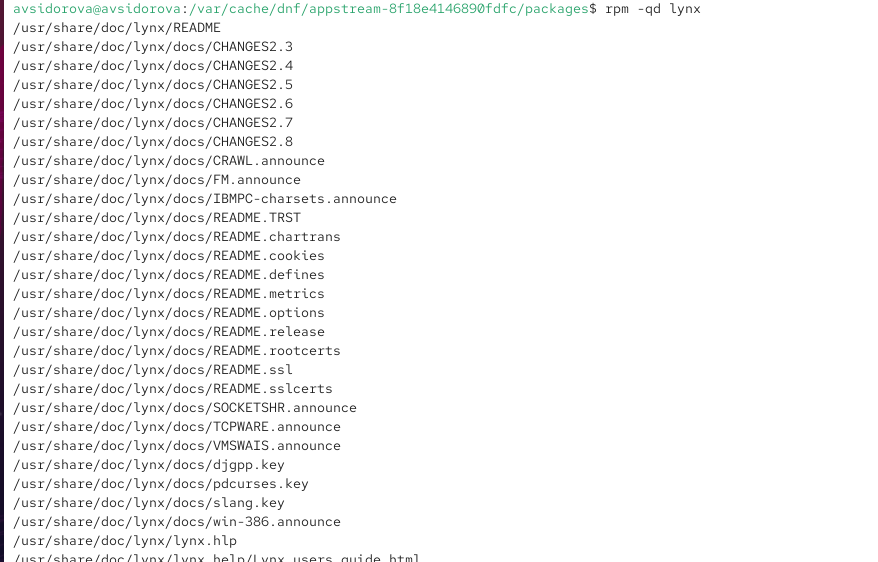 avsidorova@avsidorova:/var/cache/dnf/appstream-8f18e4146890fdfc/packages$ rpm -qd lynx
/usr/share/doc/lynx/README
/usr/share/doc/lynx/docs/CHANGES2.3
/usr/share/doc/lynx/docs/CHANGES2.4
/usr/share/doc/lynx/docs/CHANGES2.5
/usr/share/doc/lynx/docs/CHANGES2.6
/usr/share/doc/lynx/docs/CHANGES2.7
/usr/share/doc/lynx/docs/CHANGES2.8
/usr/share/doc/lynx/docs/CRAWL.announce
/usr/share/doc/lynx/docs/FM.announce
/usr/share/doc/lynx/docs/IBMPC-charsets.announce
/usr/share/doc/lynx/docs/README.TRST
/usr/share/doc/lynx/docs/README.chartrans
/usr/share/doc/lynx/docs/README.cookies
/usr/share/doc/lynx/docs/README.defines
/usr/share/doc/lynx/docs/README.metrics
/usr/share/doc/lynx/docs/README.options
/usr/share/doc/lynx/docs/README.release
/usr/share/doc/lynx/docs/README.rootcerts
/usr/share/doc/lynx/docs/README.ssl
/usr/share/doc/lynx/docs/README.sslcerts
/usr/share/doc/lynx/docs/SOCKETSHR.announce
/usr/share/doc/lynx/docs/TCPWARE.announce
/usr/share/doc/lynx/docs/VMSWAIS.announce
/usr/share/doc/lynx/docs/djgpp.key
/usr/share/doc/lynx/docs/pdcurses.key
/usr/share/doc/lynx/docs/slang.key
/usr/share/doc/lynx/docs/win-386.announce
/usr/share/doc/lynx/lynx.hlp
/usr/share/doc/lynx/lynx_help/Lynx_users_guide.html